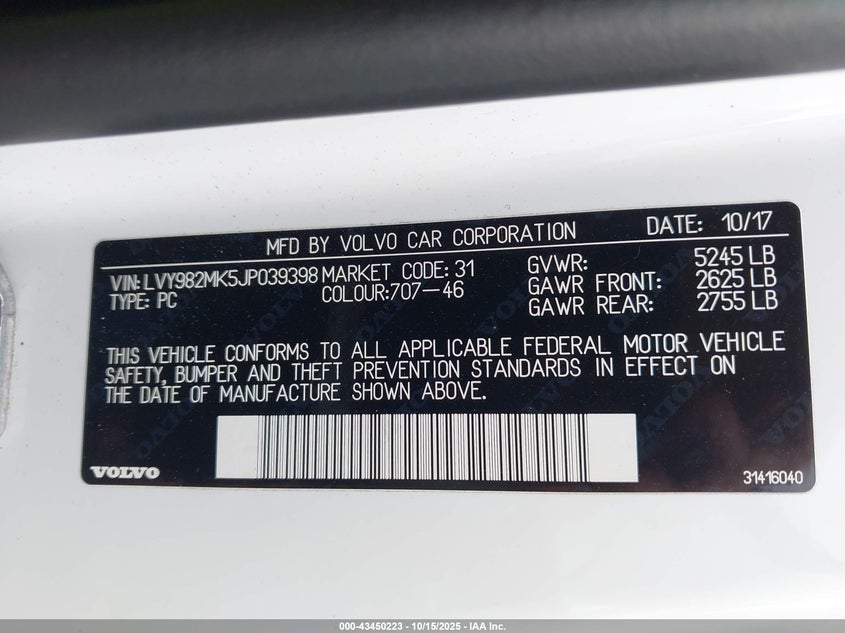 MFD BY VOLVO CAR CORPORATION DATE: 10/17
VIN: LVY982MK5JP039398 MARKET CODE: 31 GVWR: 5245 LB
TYPE: PC COLOUR:707-46 GAWR FRONT: 2625 LB
GAWR REAR: 2755 LB
THIS VEHICLE CONFORMS TO ALL APPLICABLE FEDERAL MOTOR VEHICLE
SAFETY, BUMPER AND THEFT PREVENTION STANDARDS IN EFFECT ON
THE DATE OF MANUFACTURE SHOWN ABOVE.
VOLVO 31416040
000-43450223 - 10/15/2025 - IAA Inc.